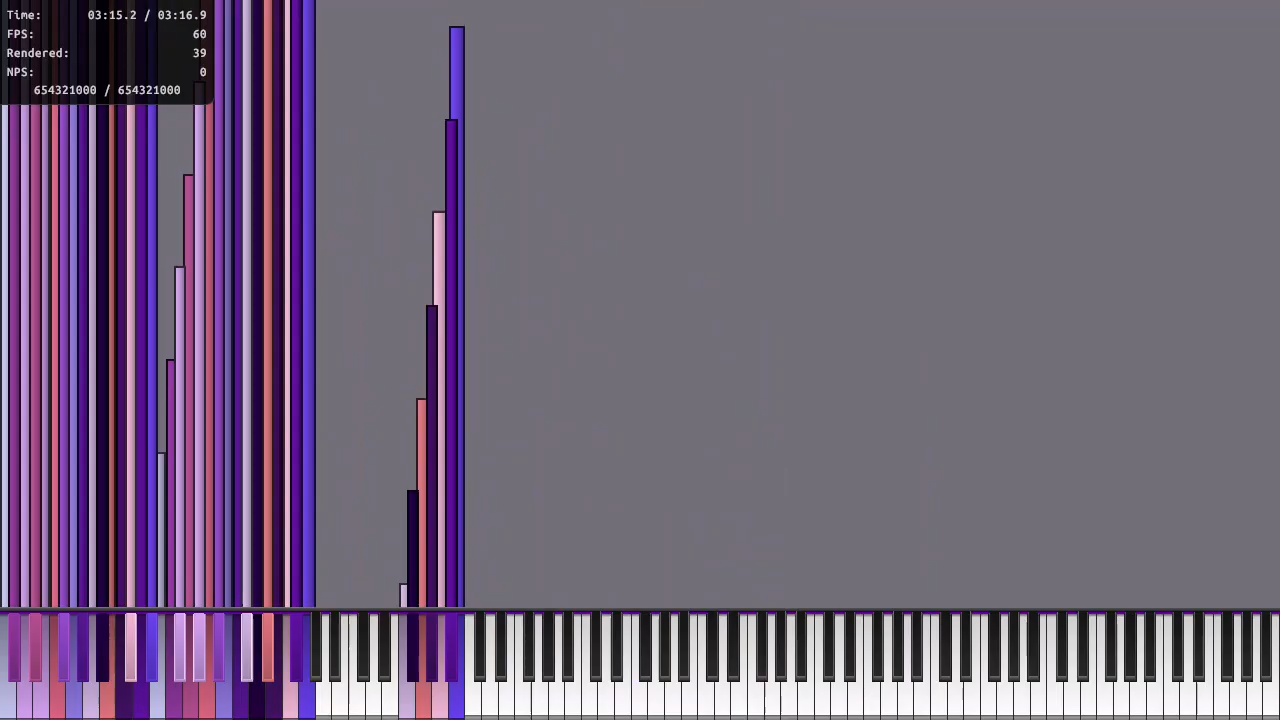 Time: 03:15.2 / 03:16.9
FPS: 60
Rendered: 39
NPS: 0
654321000 / 654321000